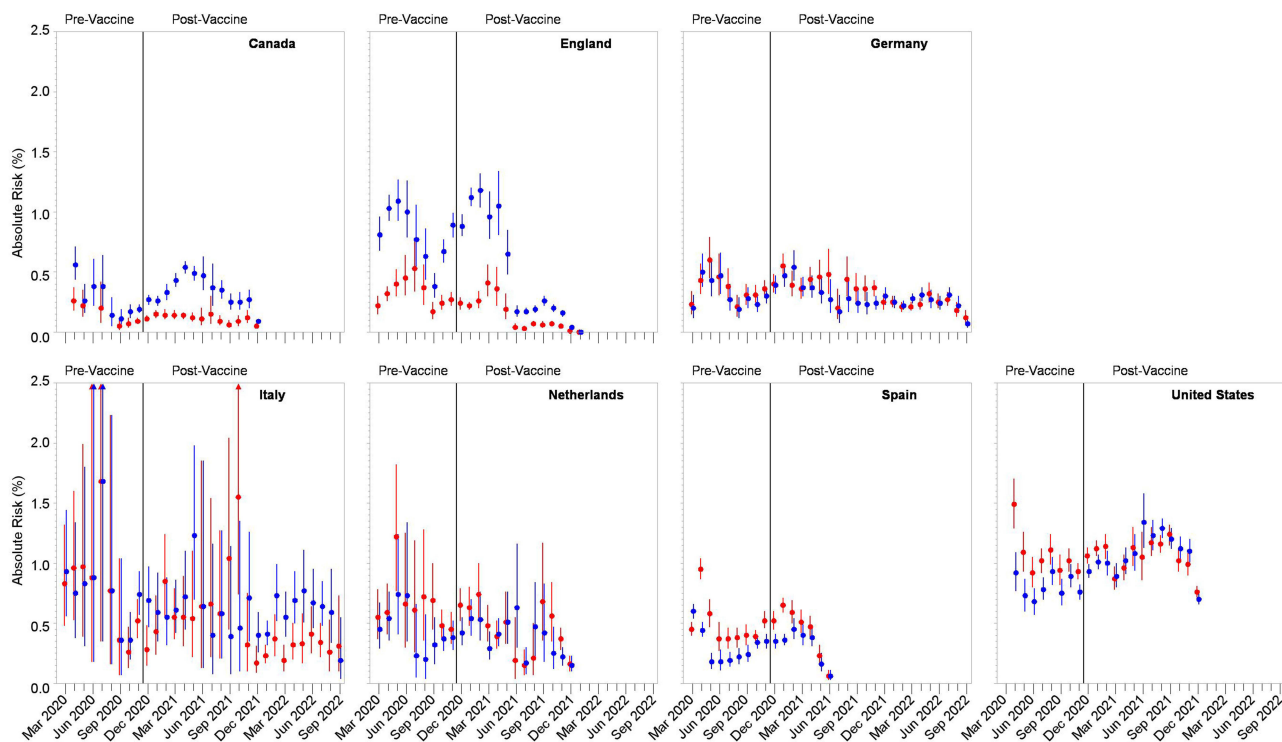 Pre-Vaccine Post-Vaccine Pre-Vaccine Post-Vaccine Pre-Vaccine Post-Vaccine
Canada England Germany
Absolute Risk (%)
2.5
2.0
1.5
1.0
0.5
0.0
Pre-Vaccine Post-Vaccine Pre-Vaccine Post-Vaccine Pre-Vaccine Post-Vaccine Pre-Vaccine Post-Vaccine
Italy Netherlands Spain United States
Absolute Risk (%)
2.5
2.0
1.5
1.0
0.5
0.0
Mar 2020 Jun 2020 Sep 2020 Dec 2020 Mar 2021 Jun 2021 Sep 2021 Dec 2021 Mar 2022 Jun 2022 Sep 2022 Mar 2020 Jun 2020 Sep 2020 Dec 2020 Mar 2021 Jun 2021 Sep 2021 Dec 2021 Mar 2022 Jun 2022 Sep 2022 Mar 2020 Jun 2020 Sep 2020 Dec 2020 Mar 2021 Jun 2021 Sep 2021 Dec 2021 Mar 2022 Jun 2022 Sep 2022 Mar 2020 Jun 2020 Sep 2020 Dec 2020 Mar 2021 Jun 2021 Sep 2021 Dec 2021 Mar 2022 Jun 2022 Sep 2022